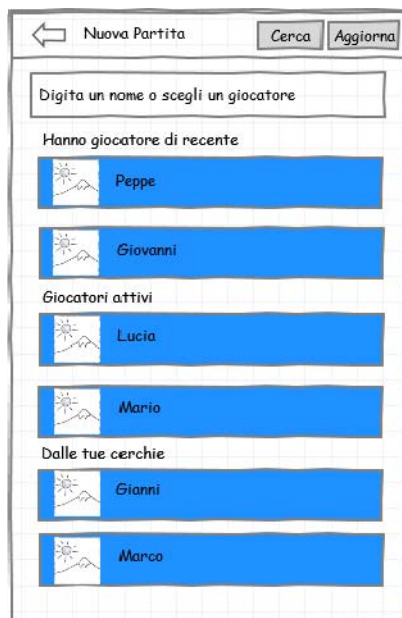 Nuova Partita
Cerca
Aggiorna
Digita un nome o scegli un giocatore
Hanno giocatore di recente
Peppe
Giovanni
Giocatori attivi
Lucia
Mario
Dalle tue cerchie
Gianni
Marco